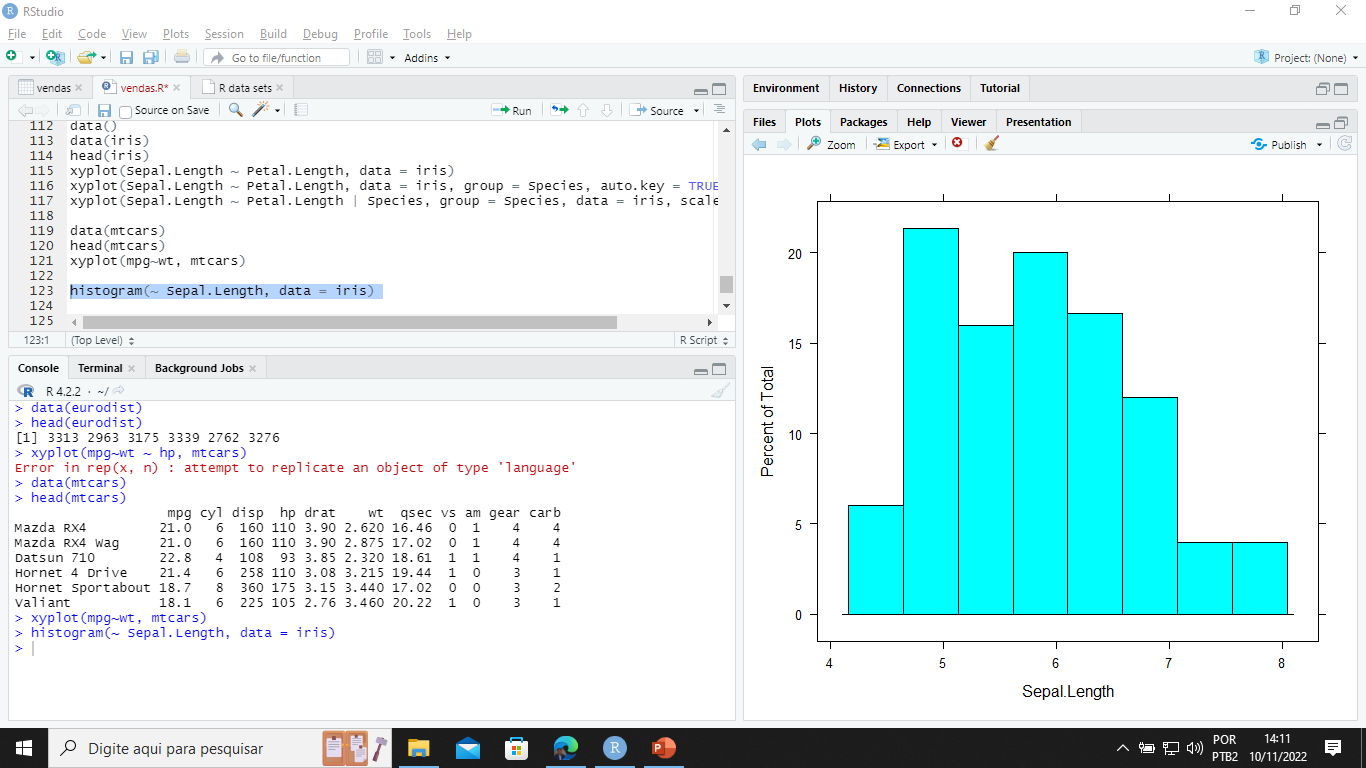 RStudio
File Edit Code View Plots Session Build Debug Profile Tools Help
Go to file/function Addins Project: (None)
vendas vendas.R* R data sets
Source on Save Run Source
112 data()
113 data(iris)
114 head(iris)
115 xyplot(Sepal.Length ~ Petal.Length, data = iris)
116 xyplot(Sepal.Length ~ Petal.Length, data = iris, group = Species, auto.key = TRUE
117 xyplot(Sepal.Length ~ Petal.Length | Species, group = Species, data = iris, scale
118
119 data(mtcars)
120 head(mtcars)
121 xyplot(mpg~wt, mtcars)
122
123 histogram(~ Sepal.Length, data = iris)
124
125
123:1 (Top Level) R Script
Console Terminal Background Jobs
R 4.2.2 · ~/
> data(eurodist)
> head(eurodist)
[1] 3313 2963 3175 3339 2762 3276
> xyplot(mpg~wt ~ hp, mtcars)
Error in rep(x, n) : attempt to replicate an object of type 'language'
> data(mtcars)
> head(mtcars)
mpg cyl disp hp drat wt qsec vs am gear carb
Mazda RX4 21.0 6 160 110 3.90 2.620 16.46 0 1 4 4
Mazda RX4 Wag 21.0 6 160 110 3.90 2.875 17.02 0 1 4 4
Datsun 710 22.8 4 108 93 3.85 2.320 18.61 1 1 4 1
Hornet 4 Drive 21.4 6 258 110 3.08 3.215 19.44 1 0 3 1
Hornet Sportabout 18.7 8 360 175 3.15 3.440 17.02 0 0 3 2
Valiant 18.1 6 225 105 2.76 3.460 20.22 1 0 3 1
> xyplot(mpg~wt, mtcars)
> histogram(~ Sepal.Length, data = iris)
>
Environment History Connections Tutorial
Files Plots Packages Help Viewer Presentation
Zoom Export Publish
Percent of Total
20
15
10
5
0
4 5 6 7 8
Sepal.Length
Digite aqui para pesquisar
POR
PTB2
14:11
10/11/2022